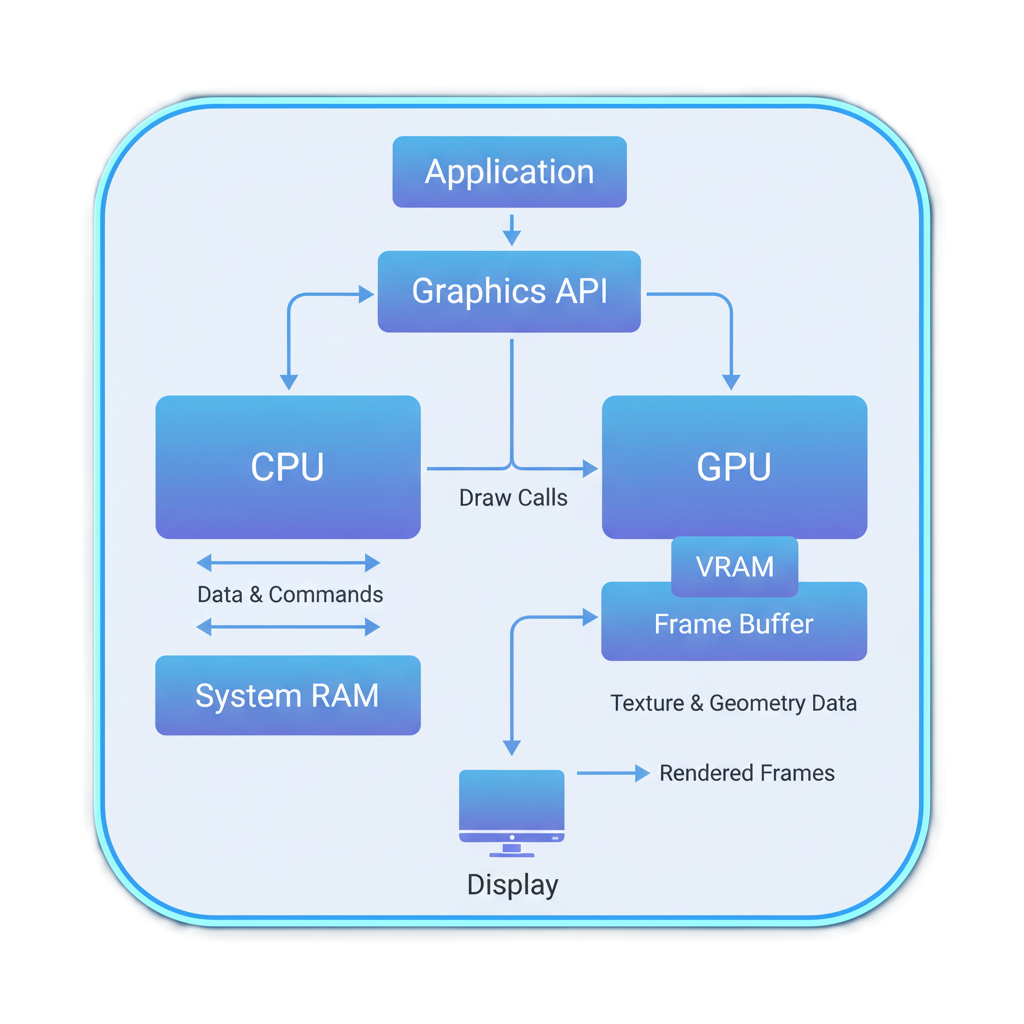 Application
Graphics API
CPU
GPU
Draw Calls
VRAM
Data & Commands
Frame Buffer
System RAM
Texture & Geometry Data
Rendered Frames
Display